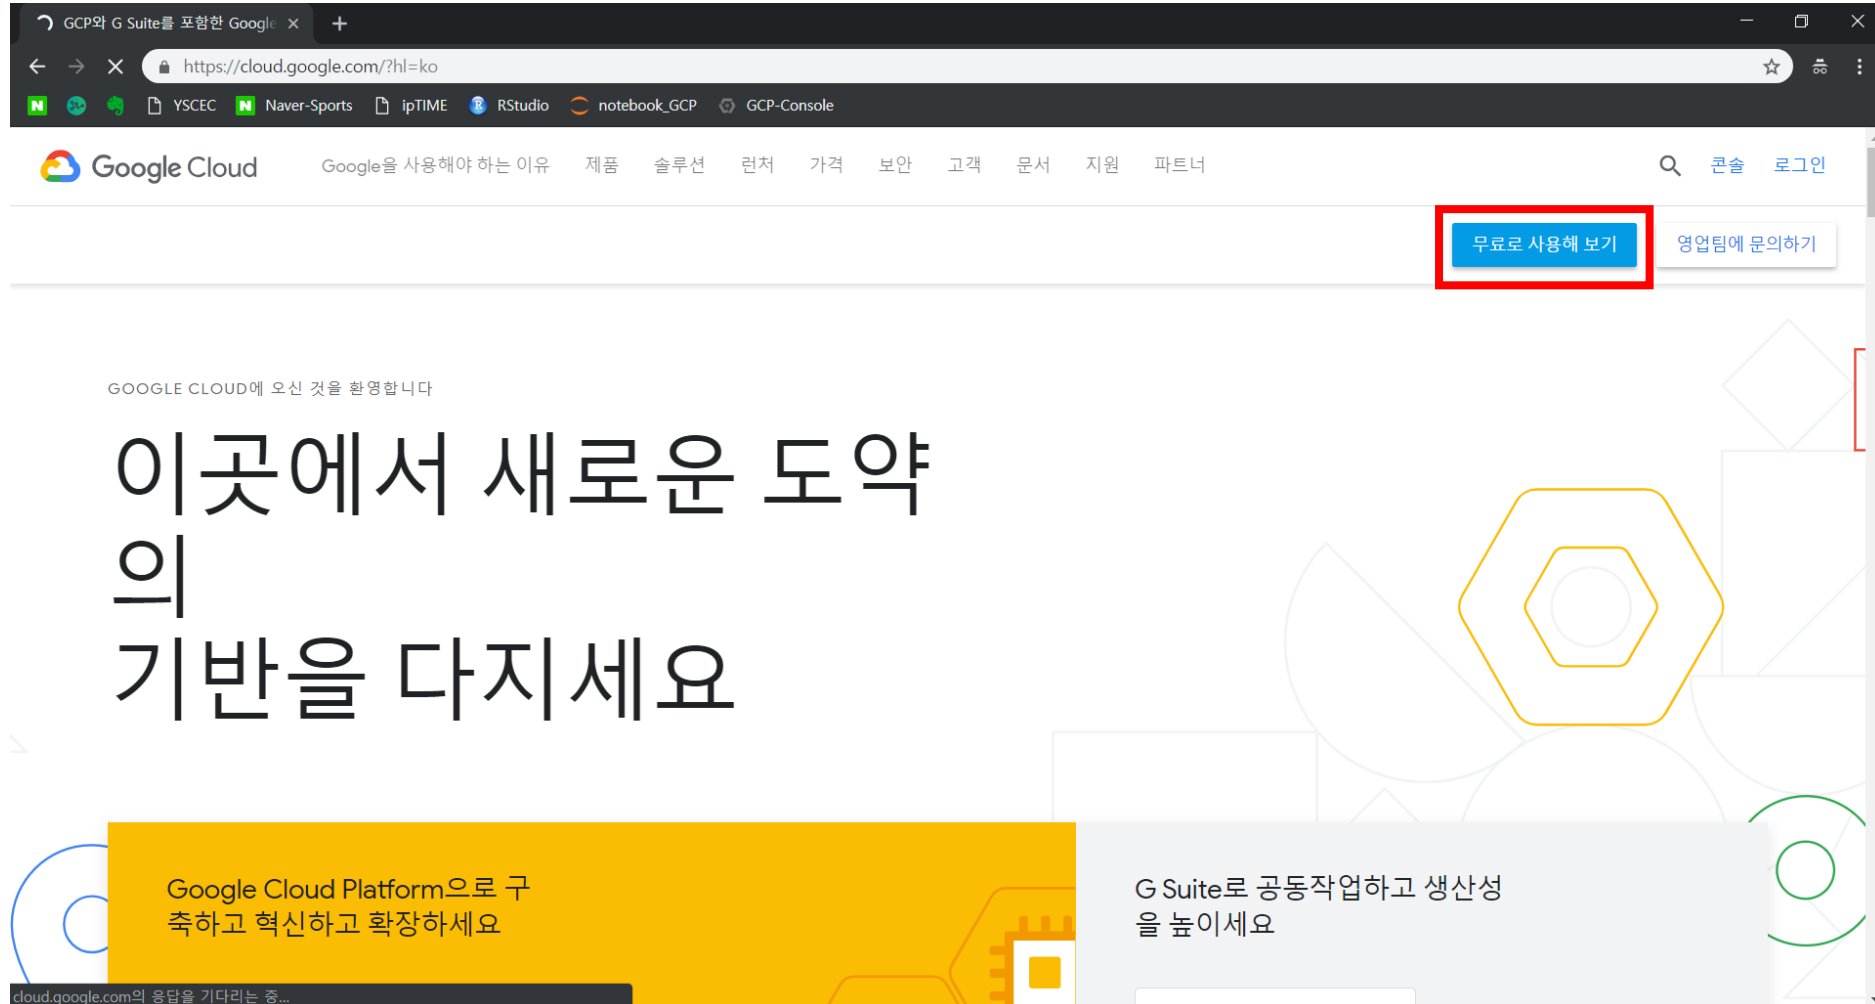 GCP와 G Suite를 포함한 Google
https://cloud.google.com/?hl=ko
YSCEC Naver-Sports ipTIME RStudio notebook_GCP GCP-Console
Google Cloud Google을 사용해야 하는 이유 제품 솔루션 런처 가격 보안 고객 문서 지원 파트너 콘솔 로그인
무료로 사용해 보기 영업팀에 문의하기
GOOGLE CLOUD에 오신 것을 환영합니다
이곳에서 새로운 도약
의
기반을 다지세요
Google Cloud Platform으로 구
축하고 혁신하고 확장하세요
G Suite로 공동작업하고 생산성
을 높이세요
cloud.google.com의 응답을 기다리는 중...